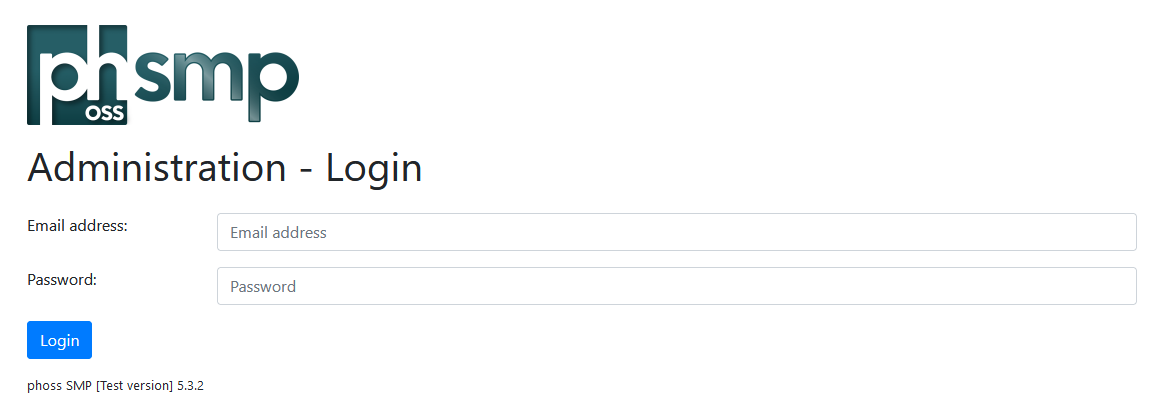 phsmp
oss
Administration - Login
Email address:
Email address
Password:
Password
Login
phoss SMP [Test version] 5.3.2